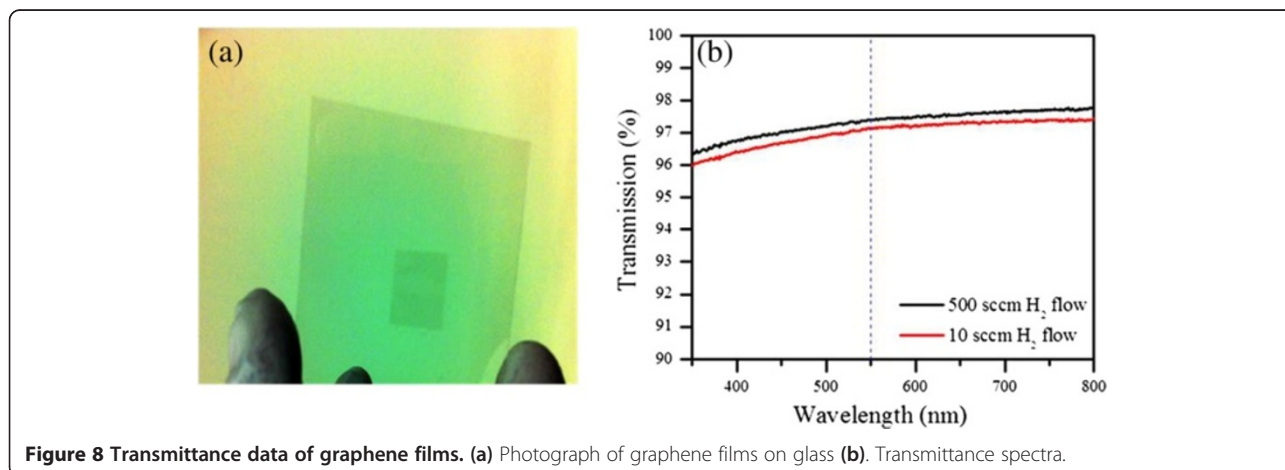 (a)
(b)
100
99
98
97
96
95
94
93
92
91
90
Transmission (%)
500 sccm H₂ flow
10 sccm H₂ flow
400 500 600 700 800
Wavelength (nm)
Figure 8 Transmittance data of graphene films. (a) Photograph of graphene films on glass (b). Transmittance spectra.